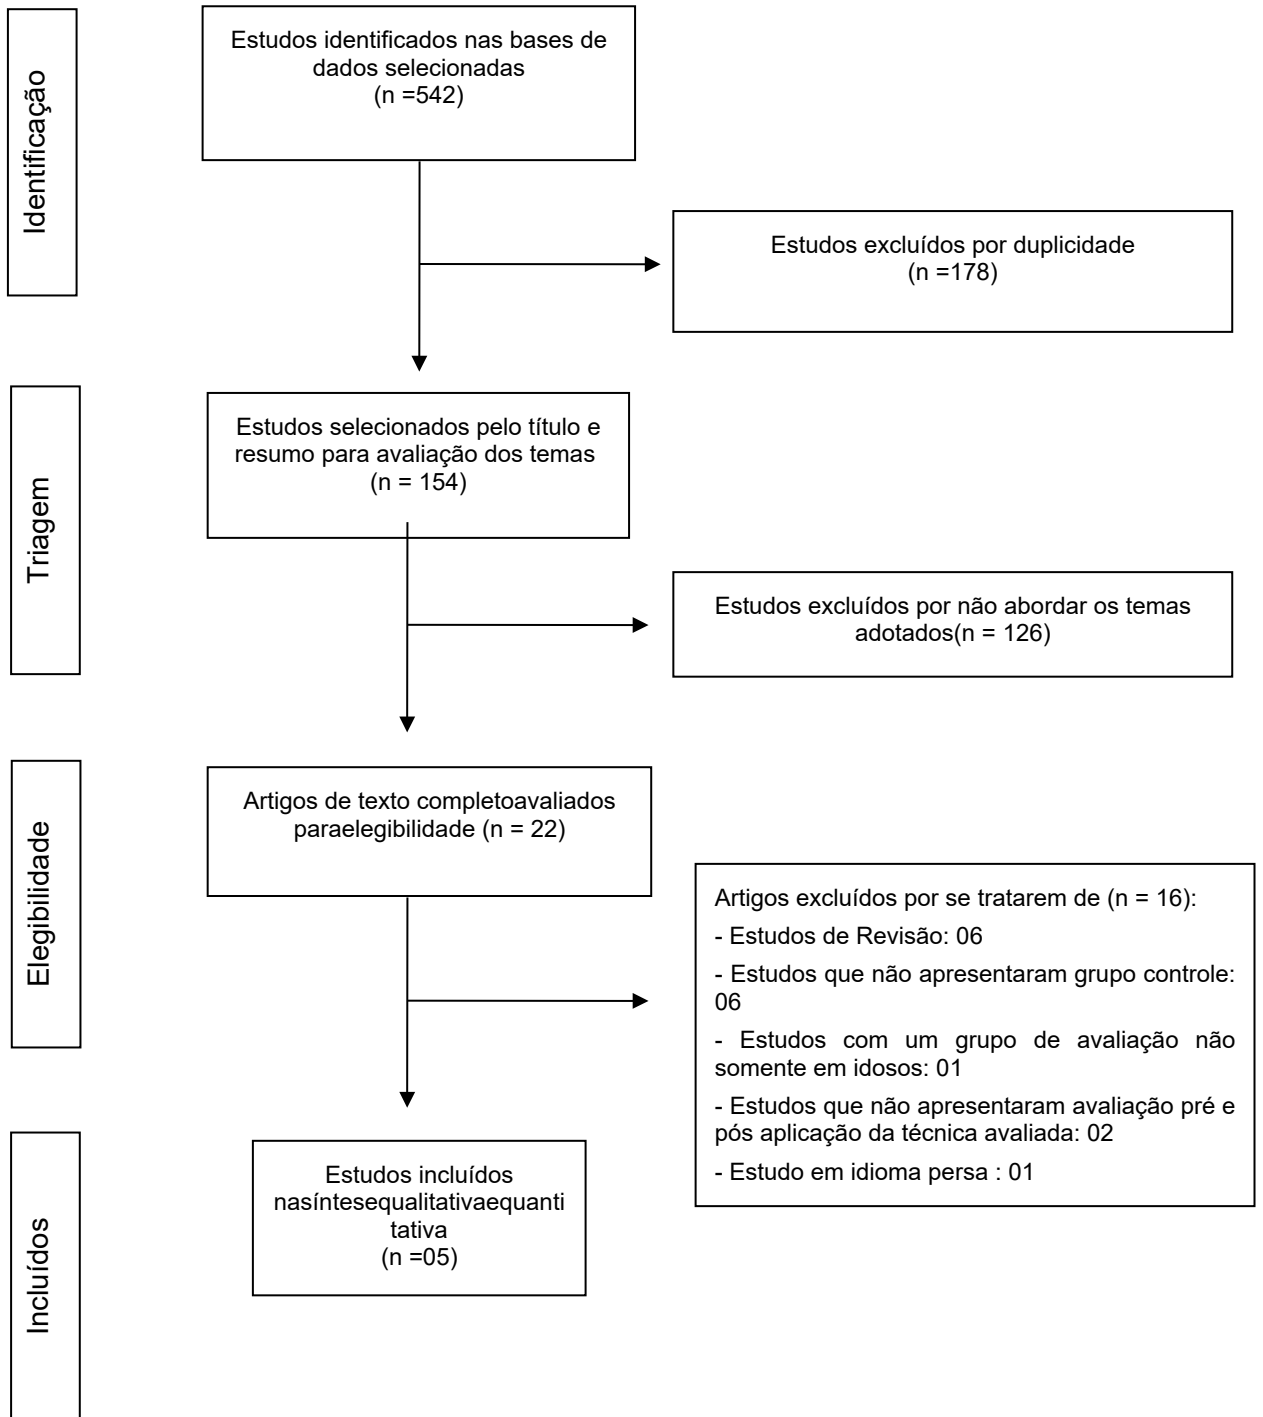 Identificação
Estudos identificados nas bases de
dados selecionadas
(n =542)
Estudos excluídos por duplicidade
(n =178)
Triagem
Estudos selecionados pelo título e
resumo para avaliação dos temas
(n = 154)
Estudos excluídos por não abordar os temas
adotados(n = 126)
Elegibilidade
Artigos de texto completoavaliados
paraelegibilidade (n = 22)
Artigos excluídos por se tratarem de (n = 16):
- Estudos de Revisão: 06
- Estudos que não apresentaram grupo controle:
06
- Estudos com um grupo de avaliação não
somente em idosos: 01
- Estudos que não apresentaram avaliação pré e
pós aplicação da técnica avaliada: 02
- Estudo em idioma persa : 01
Incluídos
Estudos incluídos
nasíntesequalitativaequanti
tativa
(n =05)